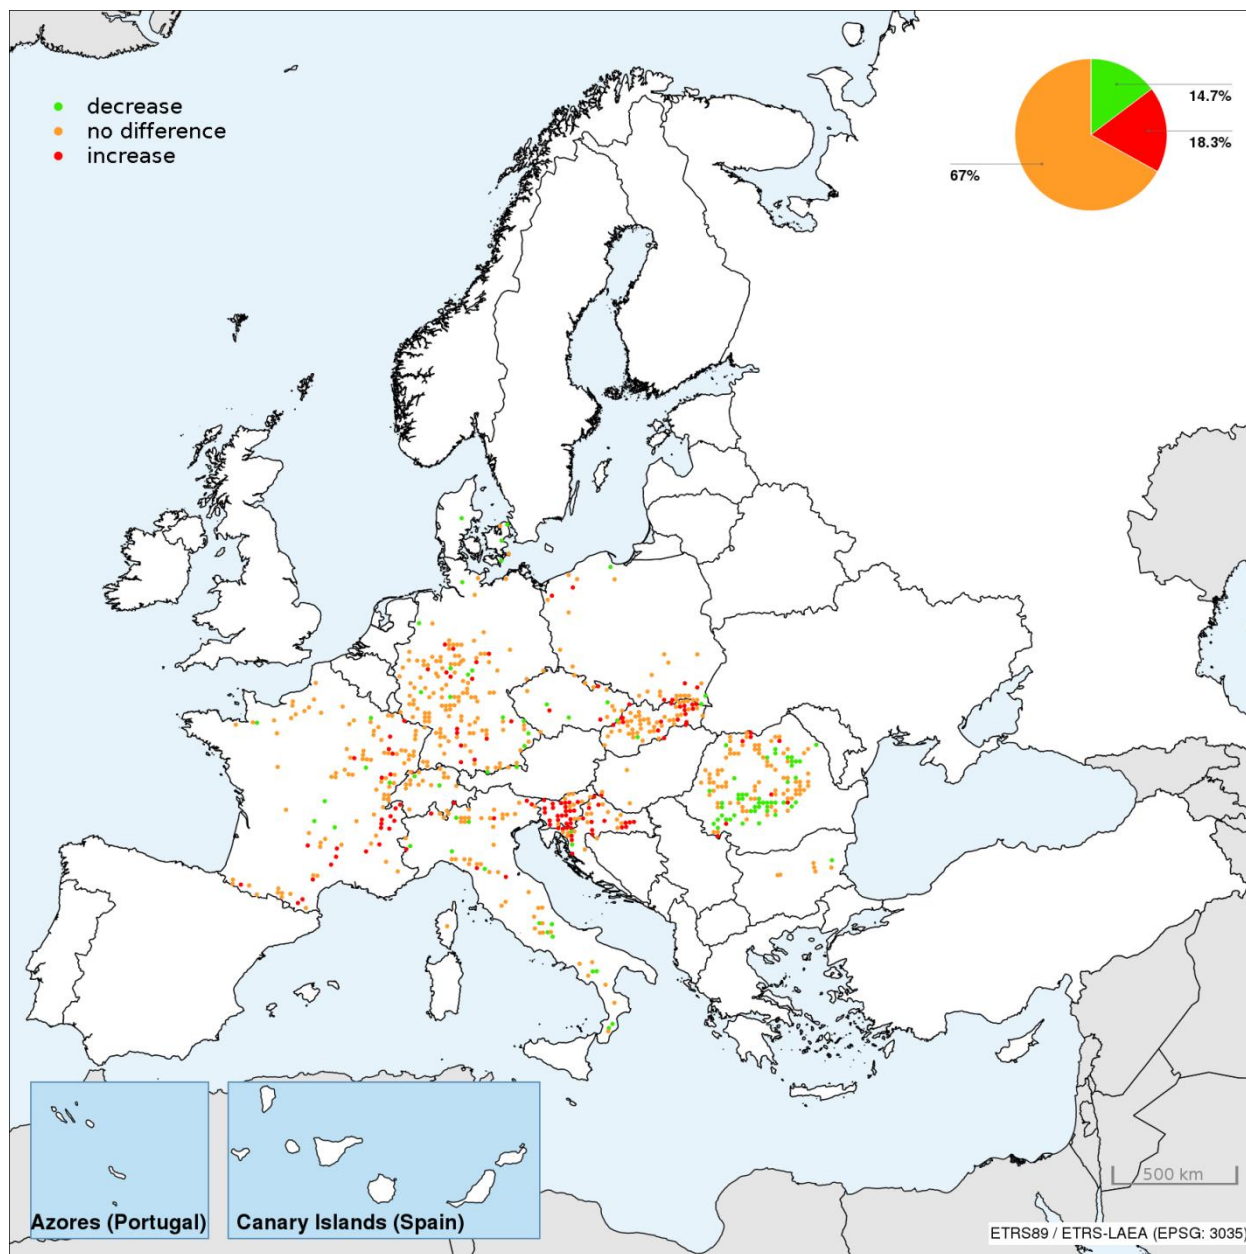 decrease
no difference
increase
14.7%
18.3%
67%
500 km
Azores (Portugal)
Canary Islands (Spain)
ETRS89 / ETRS-LAEA (EPSG: 3035)